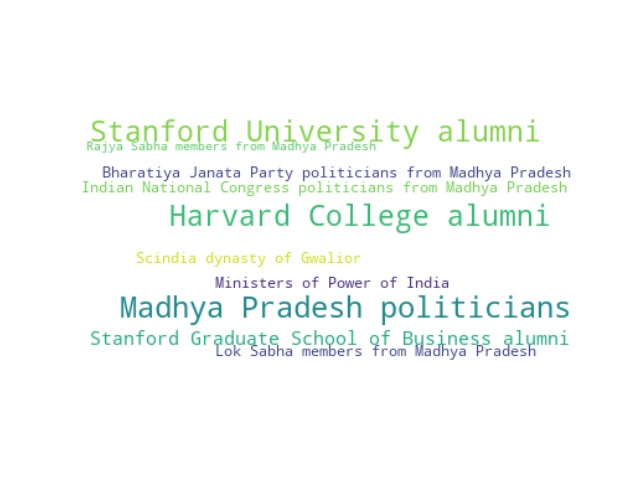 Stanford University alumni
Rajya Sabha members from Madhya Pradesh
Bharatiya Janata Party politicians from Madhya Pradesh
Indian National Congress politicians from Madhya Pradesh
Harvard College alumni
Scindia dynasty of Gwalior
Ministers of Power of India
Madhya Pradesh politicians
Stanford Graduate School of Business alumni
Lok Sabha members from Madhya Pradesh